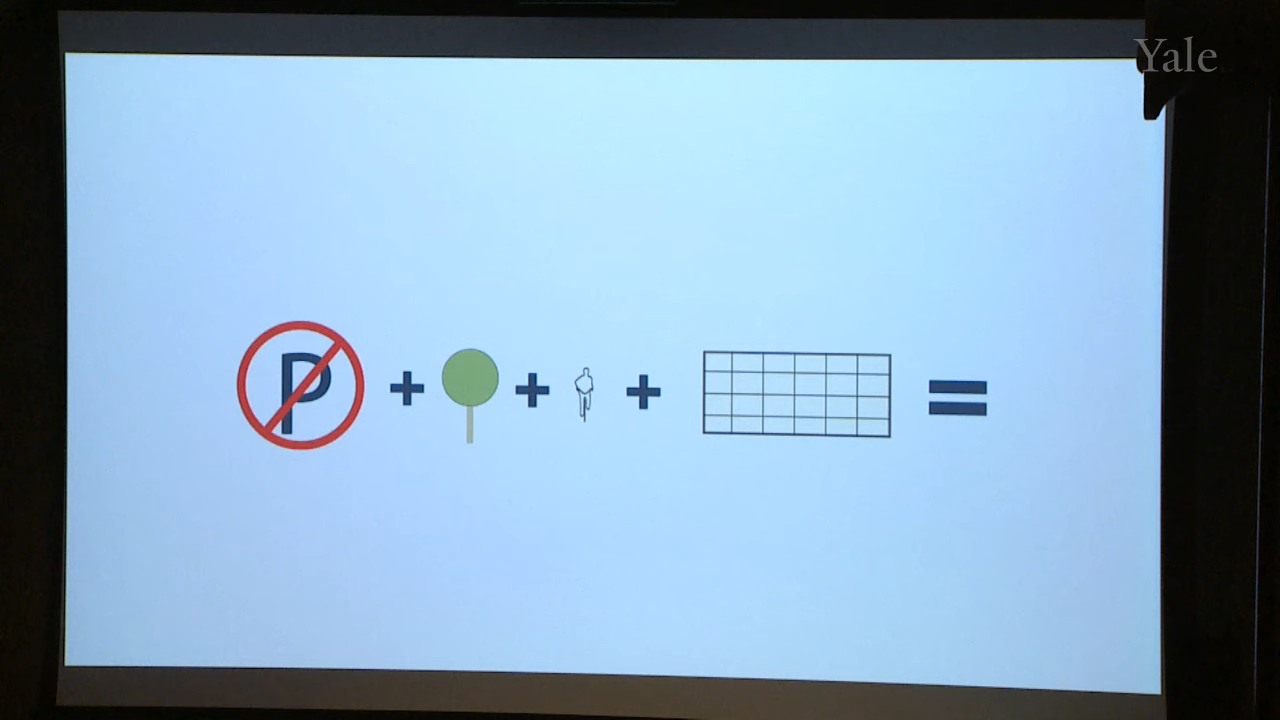 Yale
P + + + =